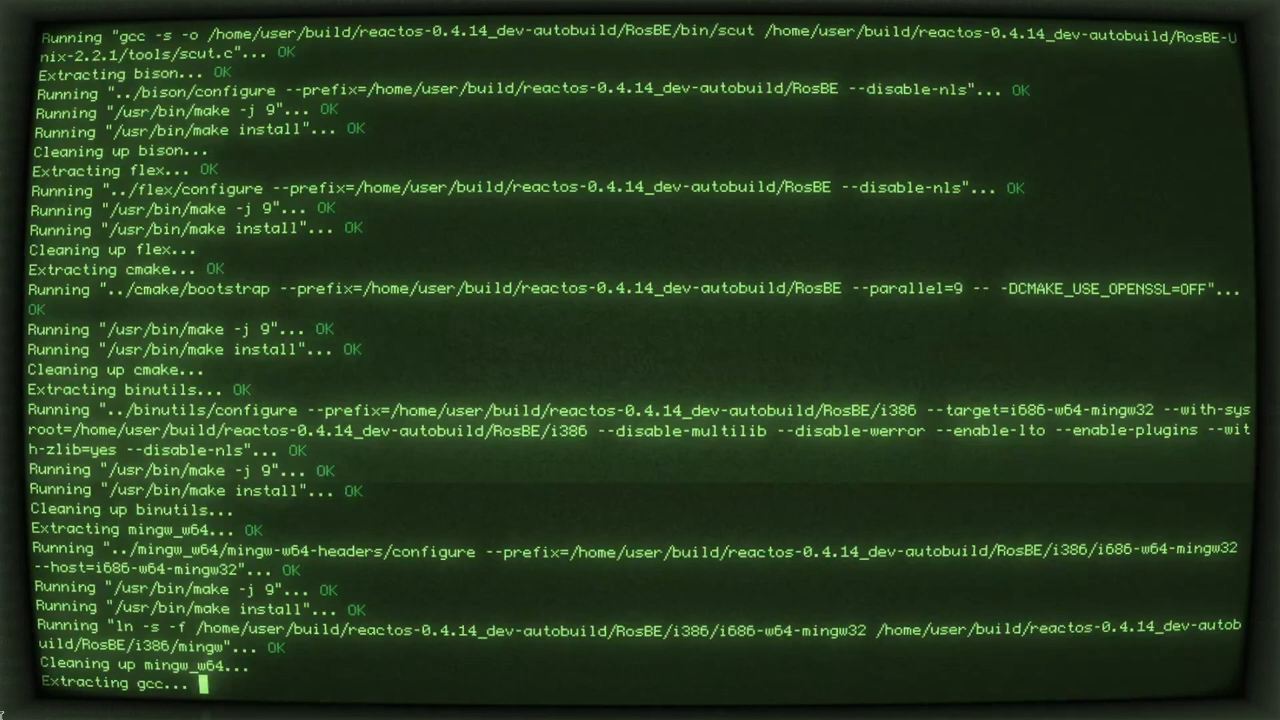 Running "gcc -s -o /home/user/build/reactos-0.4.14_dev-autobuild/RosBE/bin/scut /home/user/build/reactos-0.4.14_dev-autobuild/RosBE-U
nix-2.2.1/tools/scut.c"... OK
Extracting bison... OK
Running "../bison/configure --prefix=/home/user/build/reactos-0.4.14_dev-autobuild/RosBE --disable-nls"... OK
Running "/usr/bin/make -j 9"... OK
Running "/usr/bin/make install"... OK
Cleaning up bison...
Extracting flex... OK
Running "../flex/configure --prefix=/home/user/build/reactos-0.4.14_dev-autobuild/RosBE --disable-nls"... OK
Running "/usr/bin/make -j 9"... OK
Running "/usr/bin/make install"... OK
Cleaning up flex...
Extracting cmake... OK
Running "../cmake/bootstrap --prefix=/home/user/build/reactos-0.4.14_dev-autobuild/RosBE --parallel=9 -- -DCMAKE_USE_OPENSSL=OFF"...
OK
Running "/usr/bin/make -j 9"... OK
Running "/usr/bin/make install"... OK
Cleaning up cmake...
Extracting binutils... OK
Running "../binutils/configure --prefix=/home/user/build/reactos-0.4.14_dev-autobuild/RosBE/i386 --target=i686-w64-mingw32 --with-sys
root=/home/user/build/reactos-0.4.14_dev-autobuild/RosBE/i386 --disable-multilib --disable-werror --enable-lto --enable-plugins --wit
h-zlib=yes --disable-nls"... OK
Running "/usr/bin/make -j 9"... OK
Running "/usr/bin/make install"... OK
Cleaning up binutils...
Extracting mingw_w64... OK
Running "../mingw_w64/mingw-w64-headers/configure --prefix=/home/user/build/reactos-0.4.14_dev-autobuild/RosBE/i386/i686-w64-mingw32
--host=i686-w64-mingw32"... OK
Running "/usr/bin/make -j 9"... OK
Running "/usr/bin/make install"... OK
Running "ln -s -f /home/user/build/reactos-0.4.14_dev-autobuild/RosBE/i386/i686-w64-mingw32 /home/user/build/reactos-0.4.14_dev-autob
uild/RosBE/i386/mingw"... OK
Cleaning up mingw_w64...
Extracting gcc...